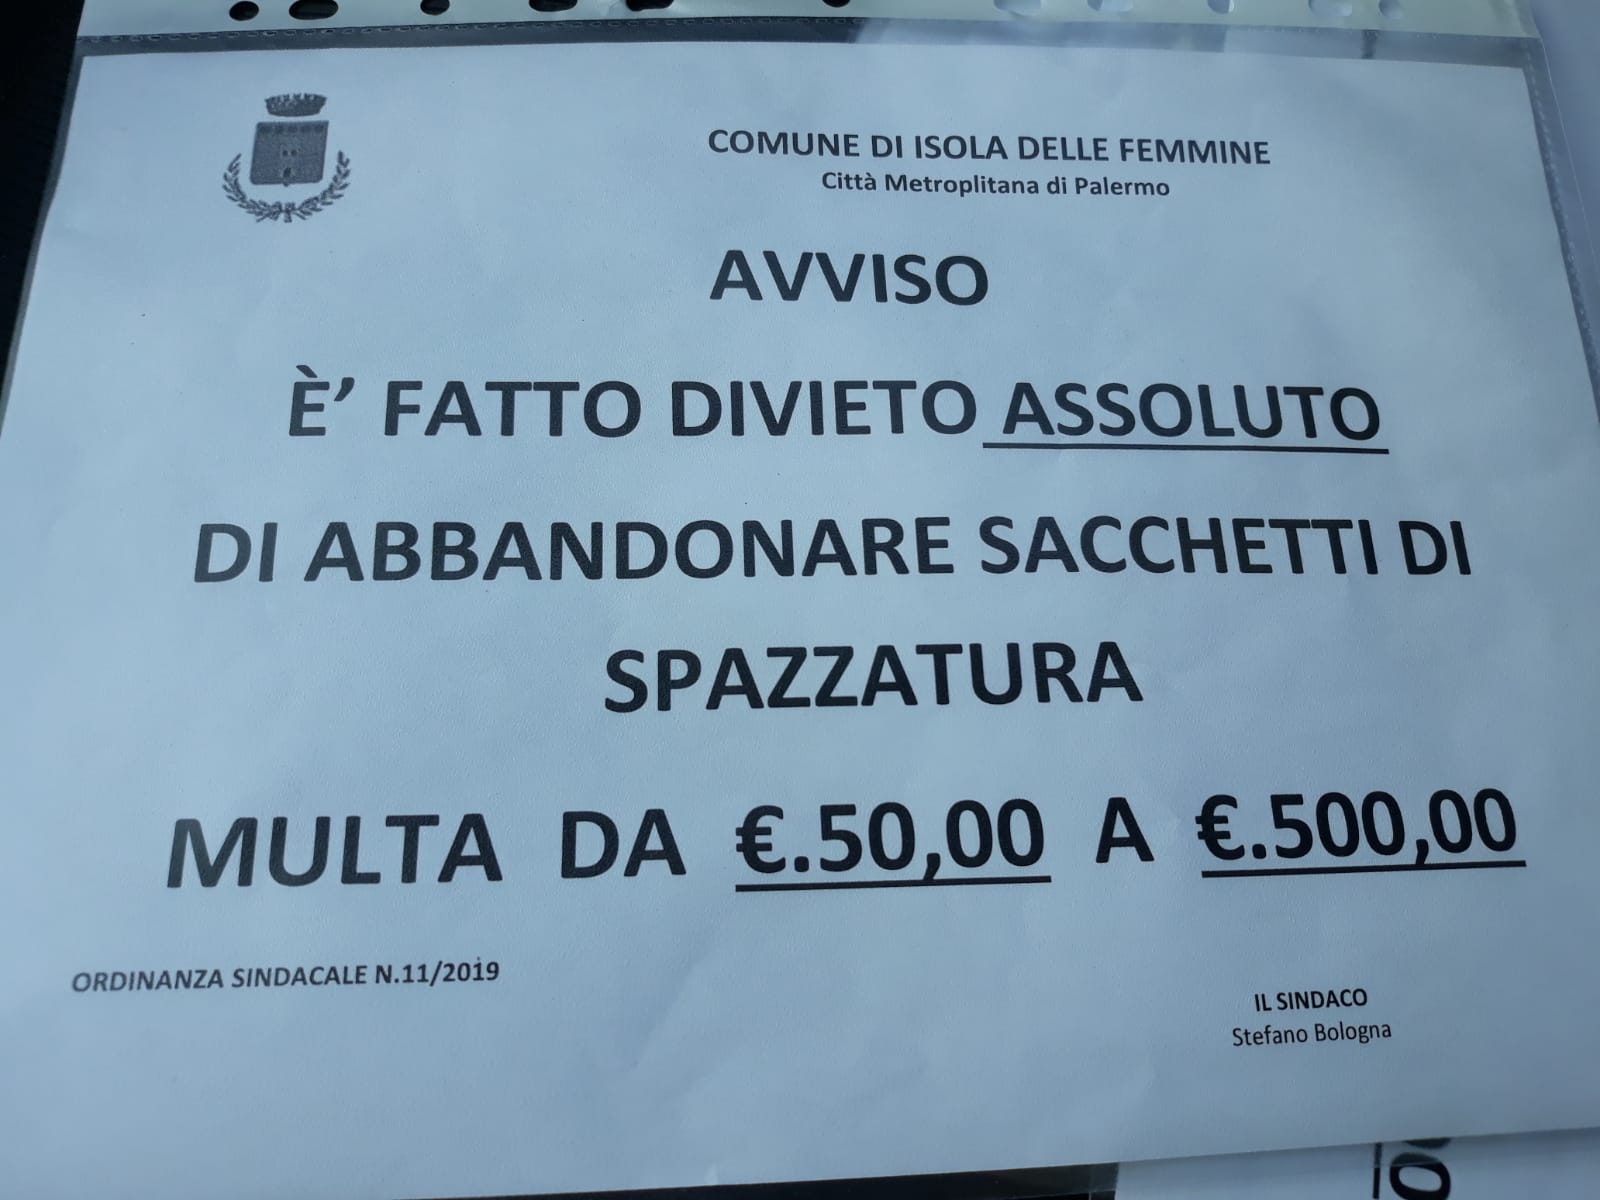 COMUNE DI ISOLA DELLE FEMMINE
Città Metroplitana di Palermo
AVVISO
È' FATTO DIVIETO ASSOLUTO
DI ABBANDONARE SACCHETTI DI
SPAZZATURA
MULTA DA €.50,00 A €.500,00
ORDINANZA SINDACALE N.11/2019
IL SINDACO
Stefano Bologna